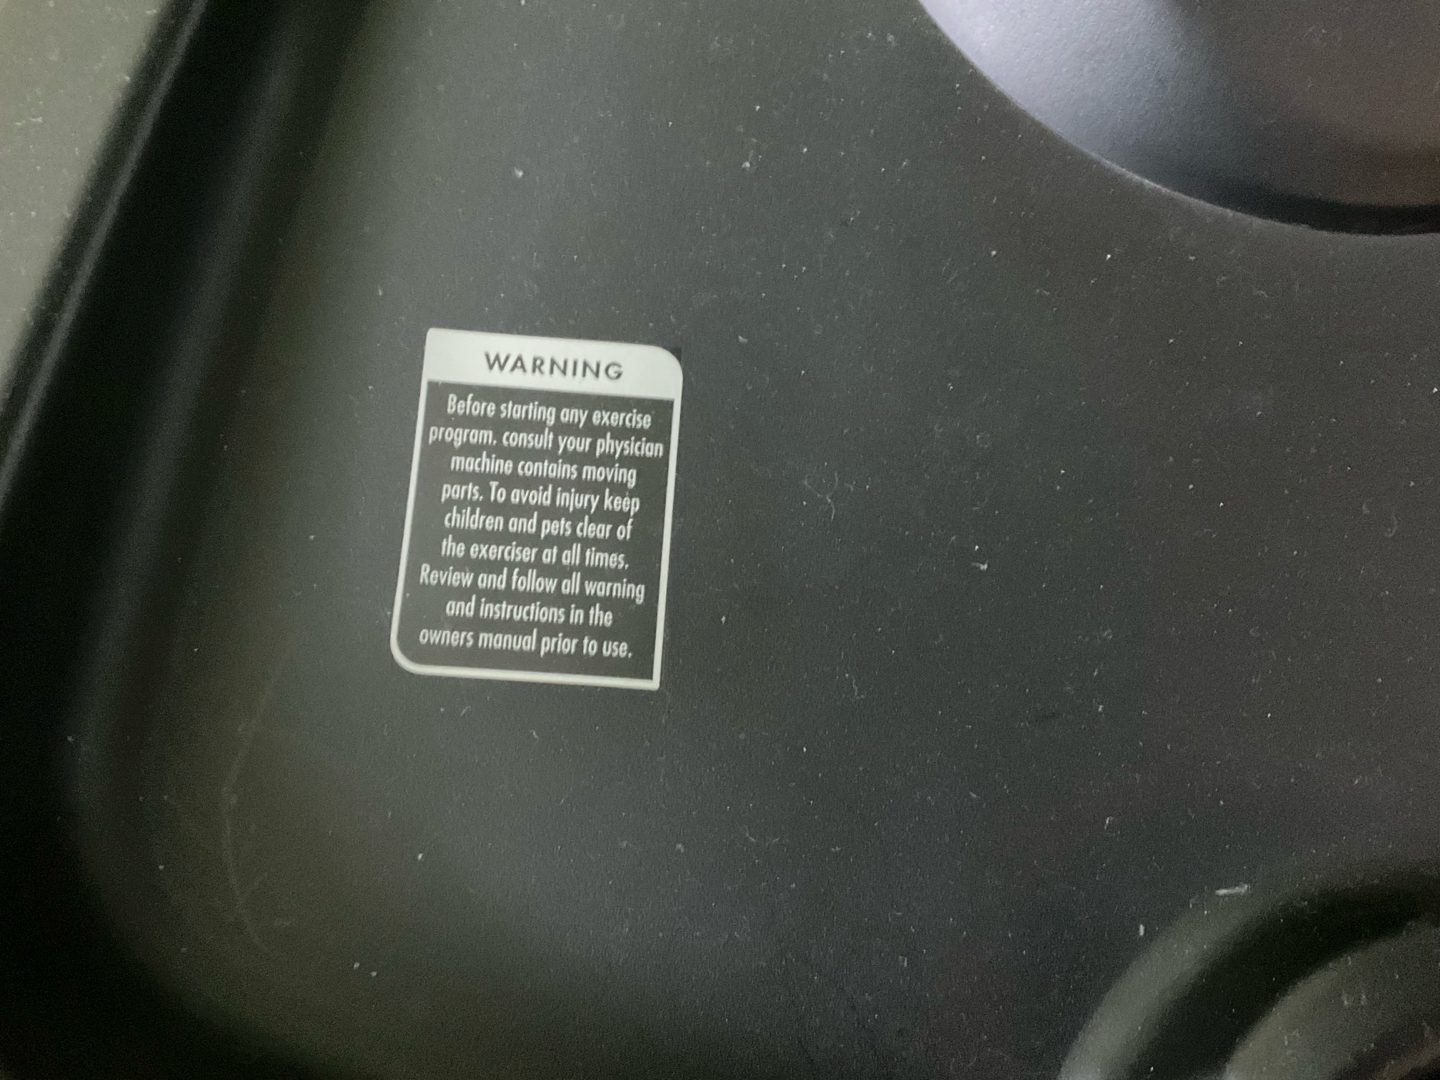 WARNING
Before starting any exercise
program. consult your physician
machine contains moving
parts. To avoid injury keep
children and pets clear of
the exerciser at all times.
Review and follow all warning
and instructions in the
owners manual prior to use.